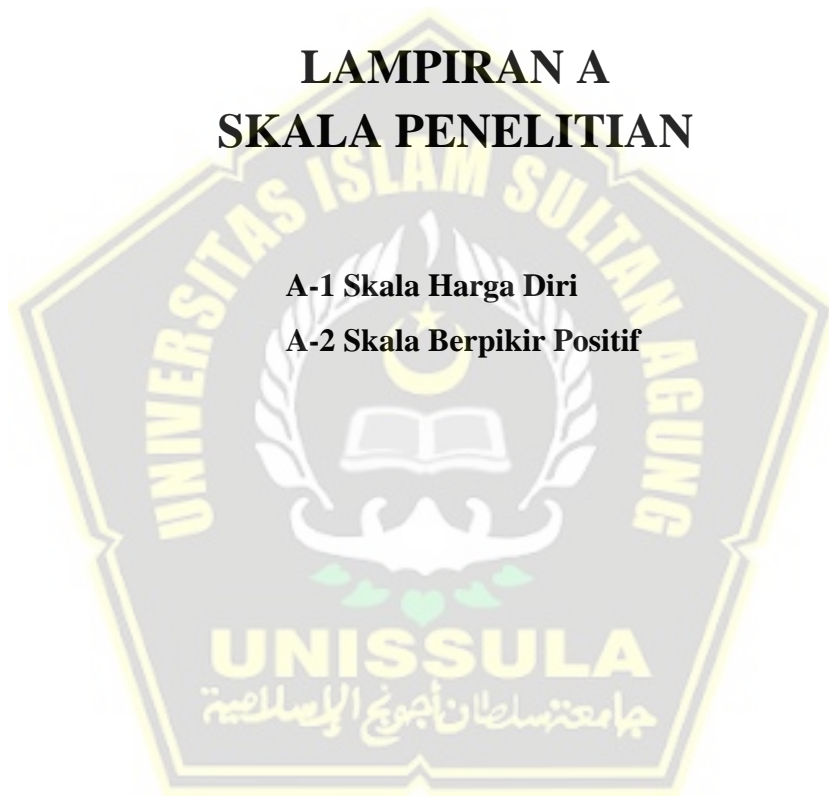 LAMPIRAN A
SKALA PENELITIAN
UNIVERSITAS ISLAM SULTAN AGUNG
A-1 Skala Harga Diri
A-2 Skala Berpikir Positif
UNISSULA
جامعة سلطان أجونج الإسلامية